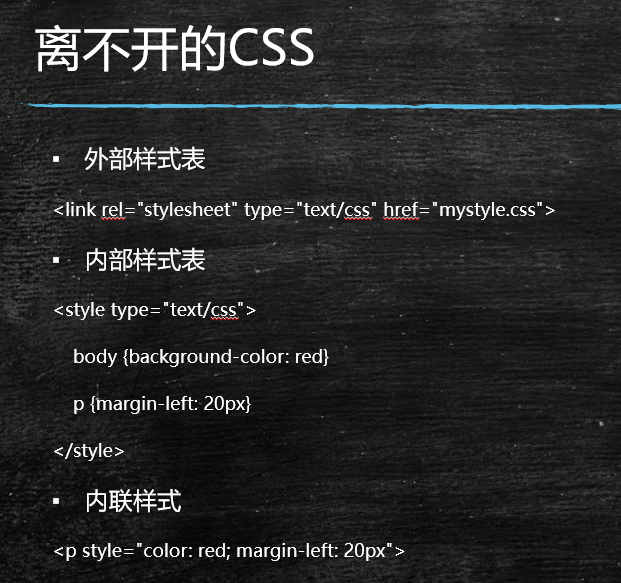 离不开的CSS
▪ 外部样式表
<link rel="stylesheet" type="text/css" href="mystyle.css">
▪ 内部样式表
<style type="text/css">
body {background-color: red}
p {margin-left: 20px}
</style>
▪ 内联样式
<p style="color: red; margin-left: 20px">